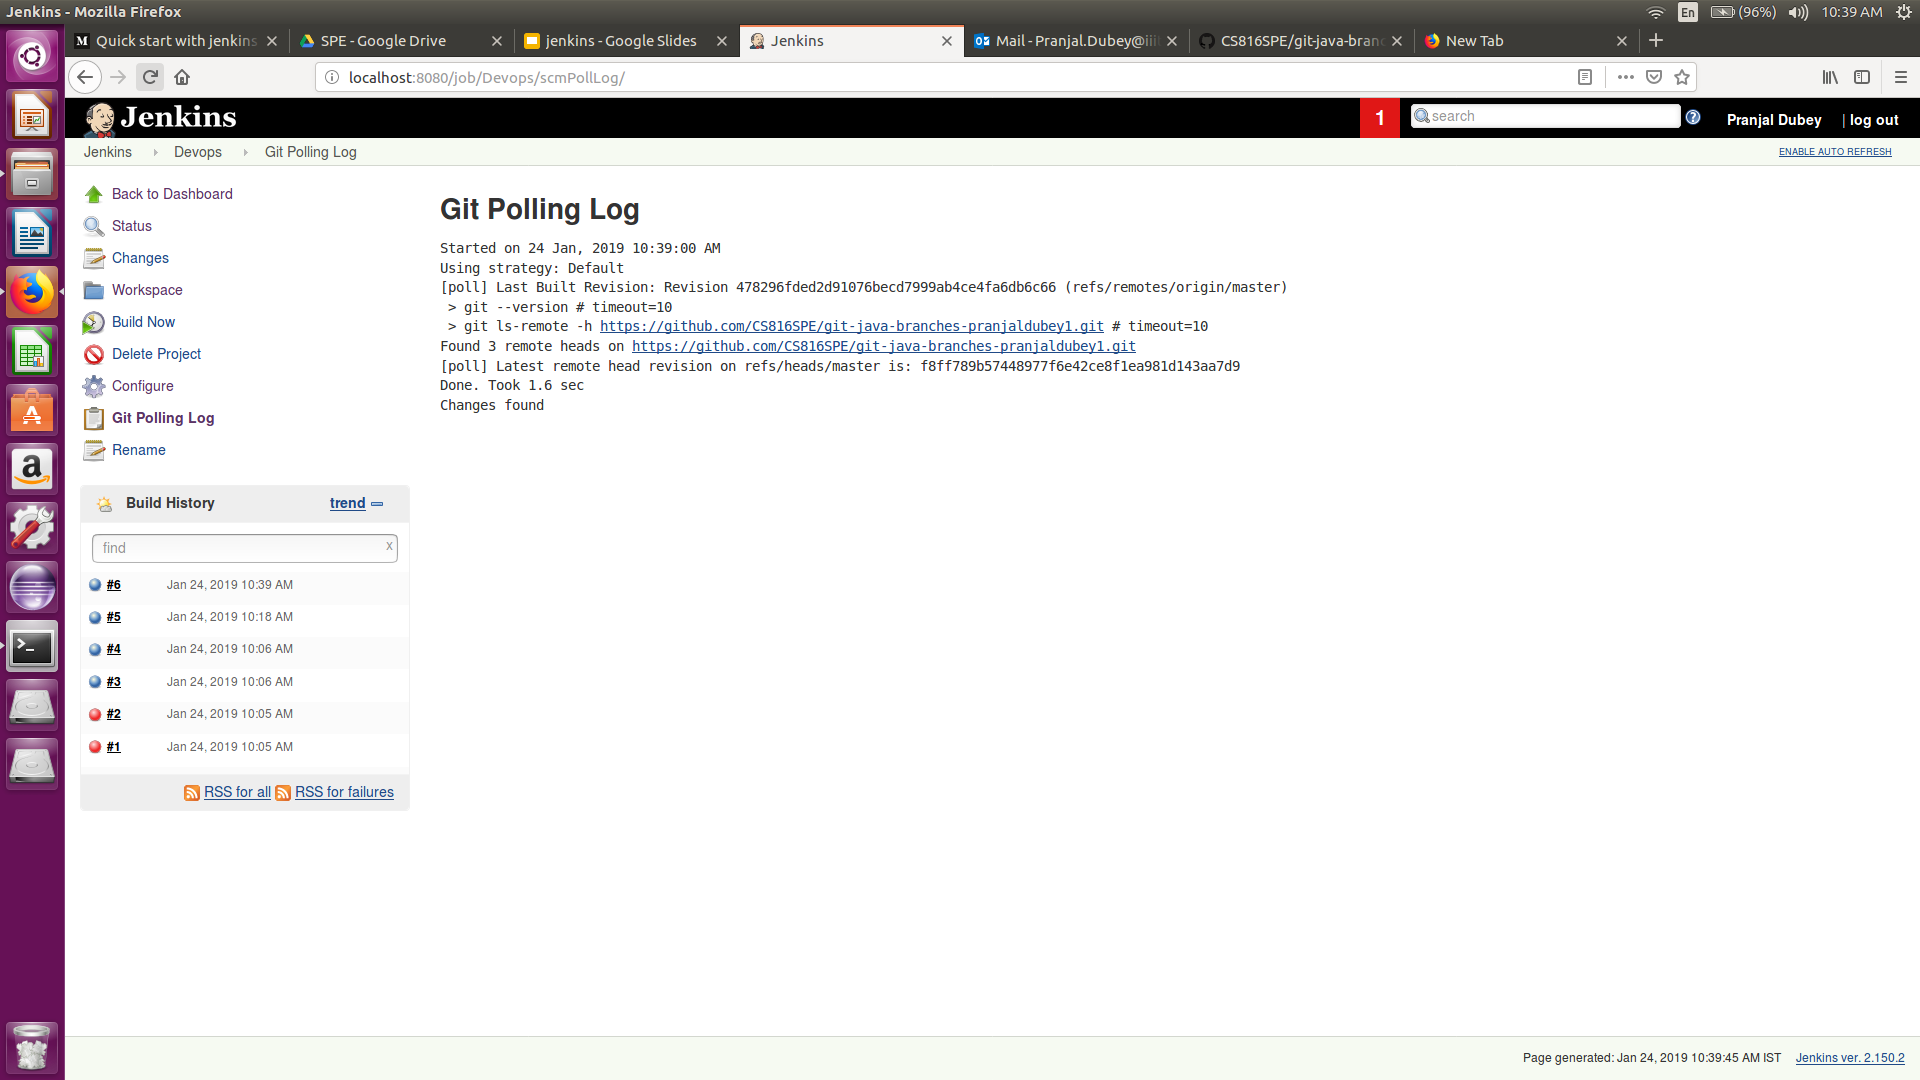 Jenkins - Mozilla Firefox
En (96%) 10:39 AM
M Quick start with jenkins
SPE - Google Drive
jenkins - Google Slides
Jenkins
Mail - Pranjal.Dubey@iii
CS816SPE/git-java-bran
New Tab
localhost:8080/job/Devops/scmPollLog/
Jenkins
1
search
Pranjal Dubey
| log out
Jenkins
Devops
Git Polling Log
ENABLE AUTO REFRESH
Back to Dashboard
Status
Changes
Workspace
Build Now
Delete Project
Configure
Git Polling Log
Rename
Git Polling Log
Started on 24 Jan, 2019 10:39:00 AM
Using strategy: Default
[poll] Last Built Revision: Revision 478296fded2d91076becd7999ab4ce4fa6db6c66 (refs/remotes/origin/master)
> git --version # timeout=10
> git ls-remote -h https://github.com/CS816SPE/git-java-branches-pranjaldubey1.git # timeout=10
Found 3 remote heads on https://github.com/CS816SPE/git-java-branches-pranjaldubey1.git
[poll] Latest remote head revision on refs/heads/master is: f8ff789b57448977f6e42ce8f1ea981d143aa7d9
Done. Took 1.6 sec
Changes found
Build History
trend
find
x
#6 Jan 24, 2019 10:39 AM
#5 Jan 24, 2019 10:18 AM
#4 Jan 24, 2019 10:06 AM
#3 Jan 24, 2019 10:06 AM
#2 Jan 24, 2019 10:05 AM
#1 Jan 24, 2019 10:05 AM
RSS for all RSS for failures
Page generated: Jan 24, 2019 10:39:45 AM IST
Jenkins ver. 2.150.2